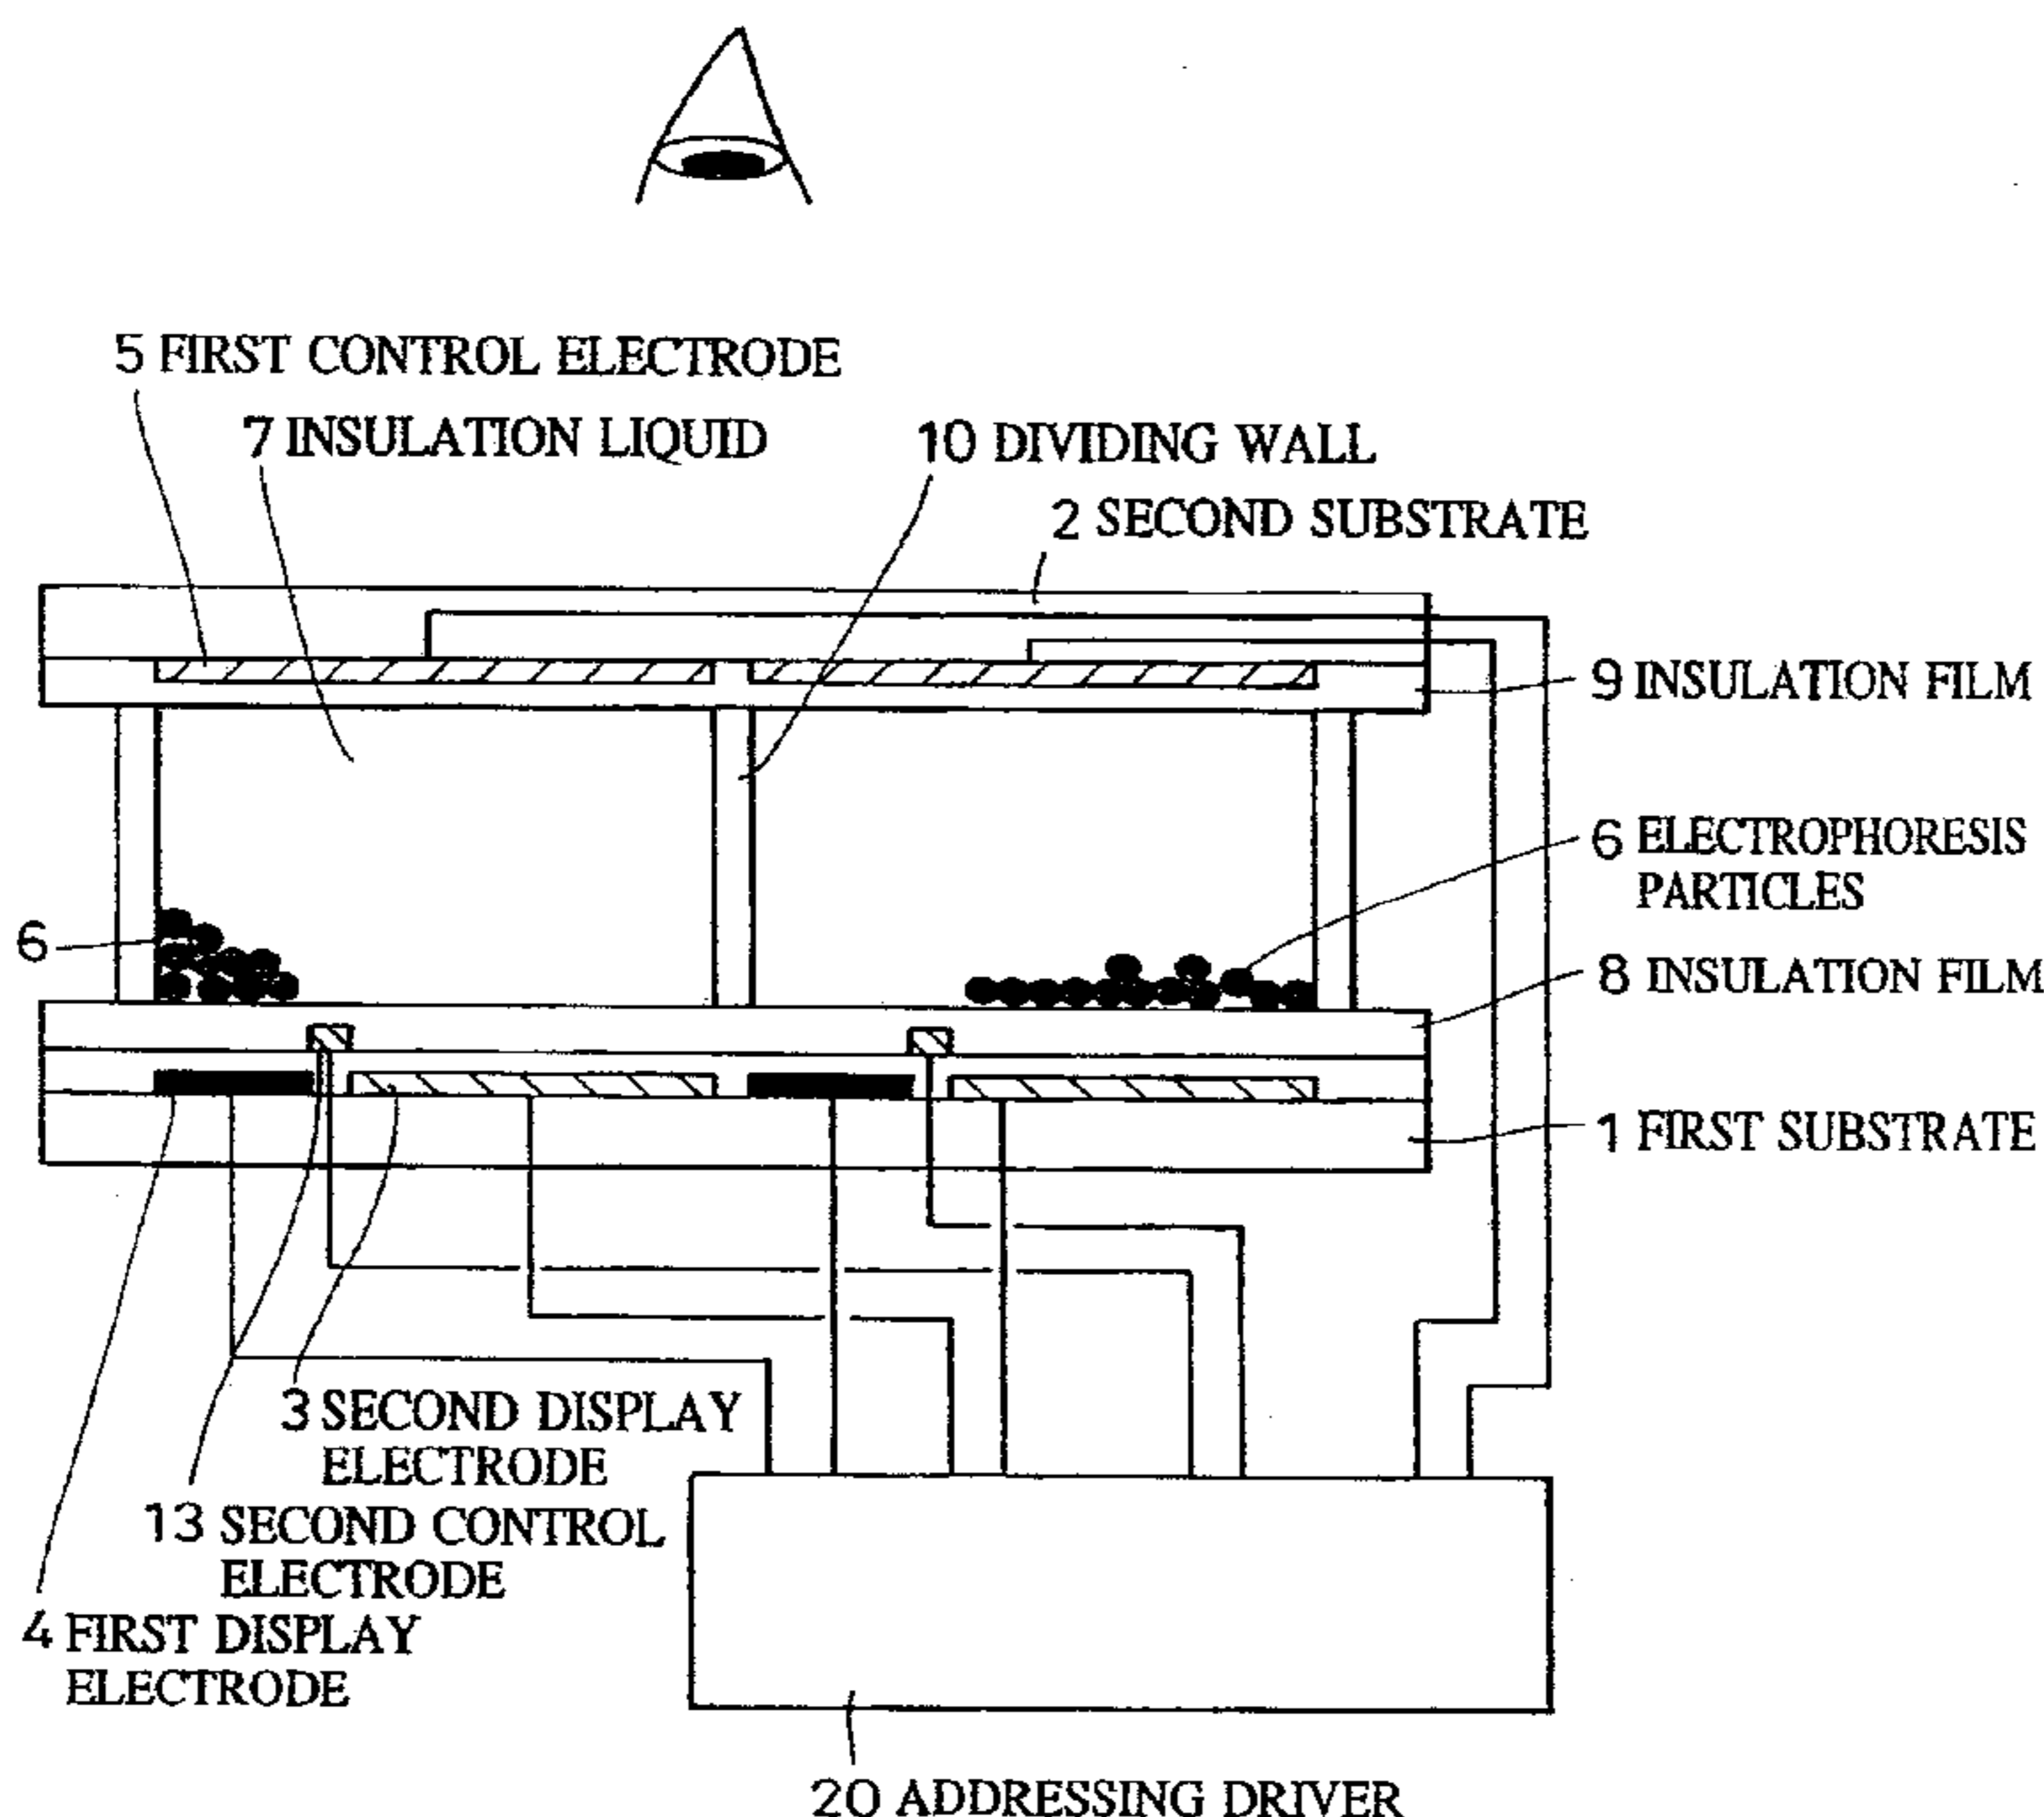 5 FIRST CONTROL ELECTRODE
7 INSULATION LIQUID
10 DIVIDING WALL
2 SECOND SUBSTRATE
9 INSULATION FILM
6 ELECTROPHORESIS
PARTICLES
6
8 INSULATION FILM
1 FIRST SUBSTRATE
3 SECOND DISPLAY
ELECTRODE
13 SECOND CONTROL
ELECTRODE
4 FIRST DISPLAY
ELECTRODE
20 ADDRESSING DRIVER